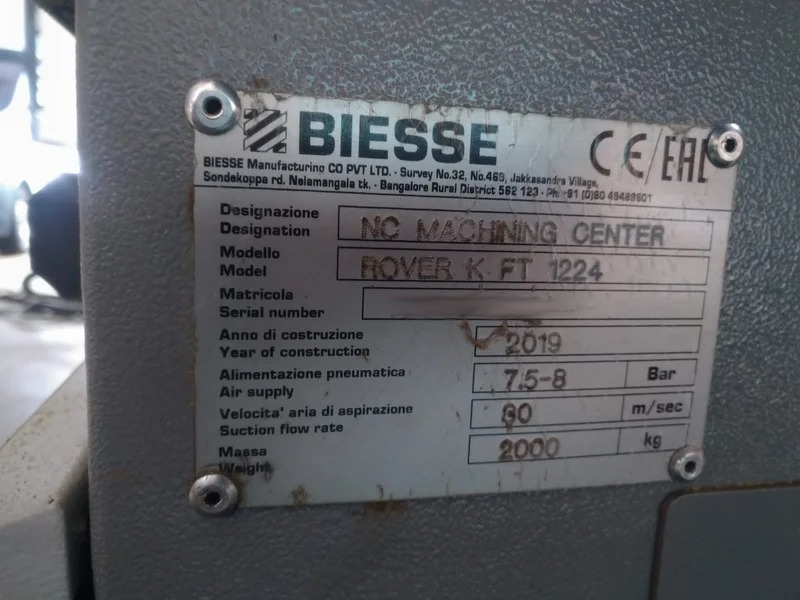 BIESSE CE/EAC
BIESSE Manufacturing CO PVT LTD. - Survey No.32, No.469, Jakkasandra Village,
Sondekoppa rd. Nelamangala tk. - Bangalore Rural District 562 123 - Ph: +91 (0)80
Designazione
Designation NC MACHINING CENTER
Modello
Model ROVER K FT 1224
Matricola
Serial number
Anno di costruzione
Year of construction 2019
Alimentazione pneumatica
Air supply 7.5-8 Bar
Velocita' aria di aspirazione
Suction flow rate m/sec
Massa
Weight 2000 kg